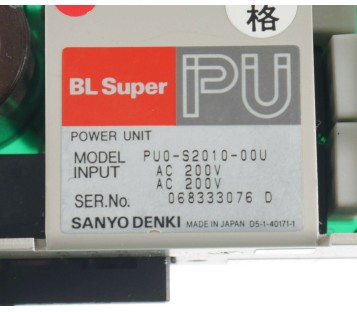 格
BL Super PU
POWER UNIT
MODEL PU0-S2010-00U
INPUT AC 200V
AC 200V
SER.No. 068333076 D
SANYO DENKI MADE IN JAPAN D5-1-40171-1